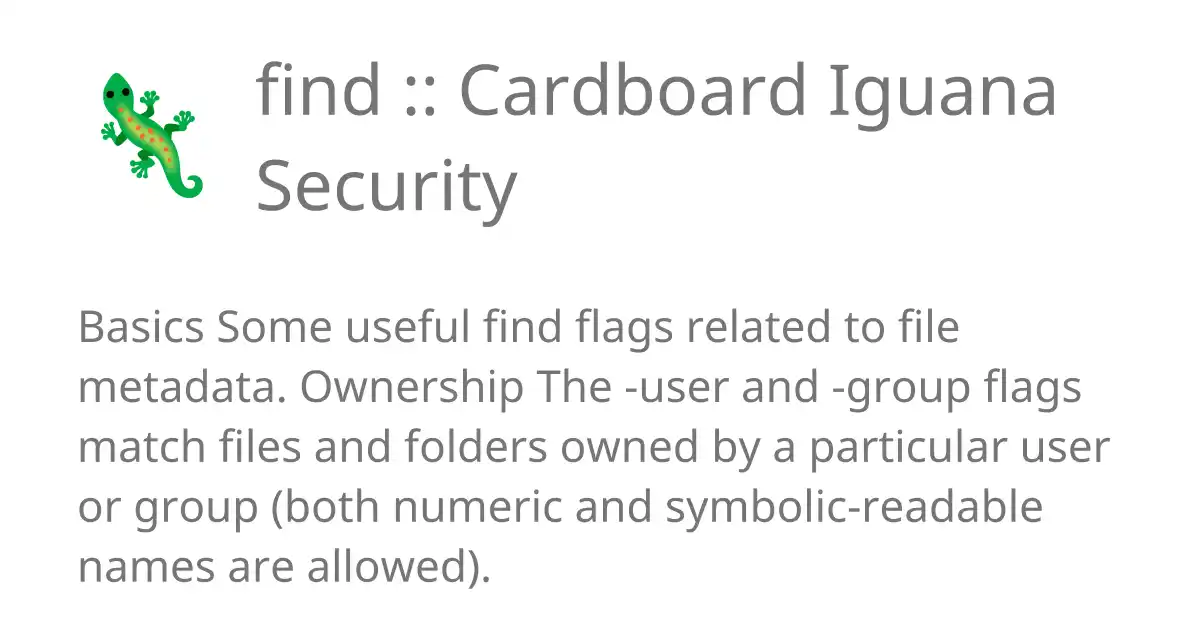 find :: Cardboard Iguana
Security
Basics Some useful find flags related to file
metadata. Ownership The -user and -group flags
match files and folders owned by a particular user
or group (both numeric and symbolic-readable
names are allowed).